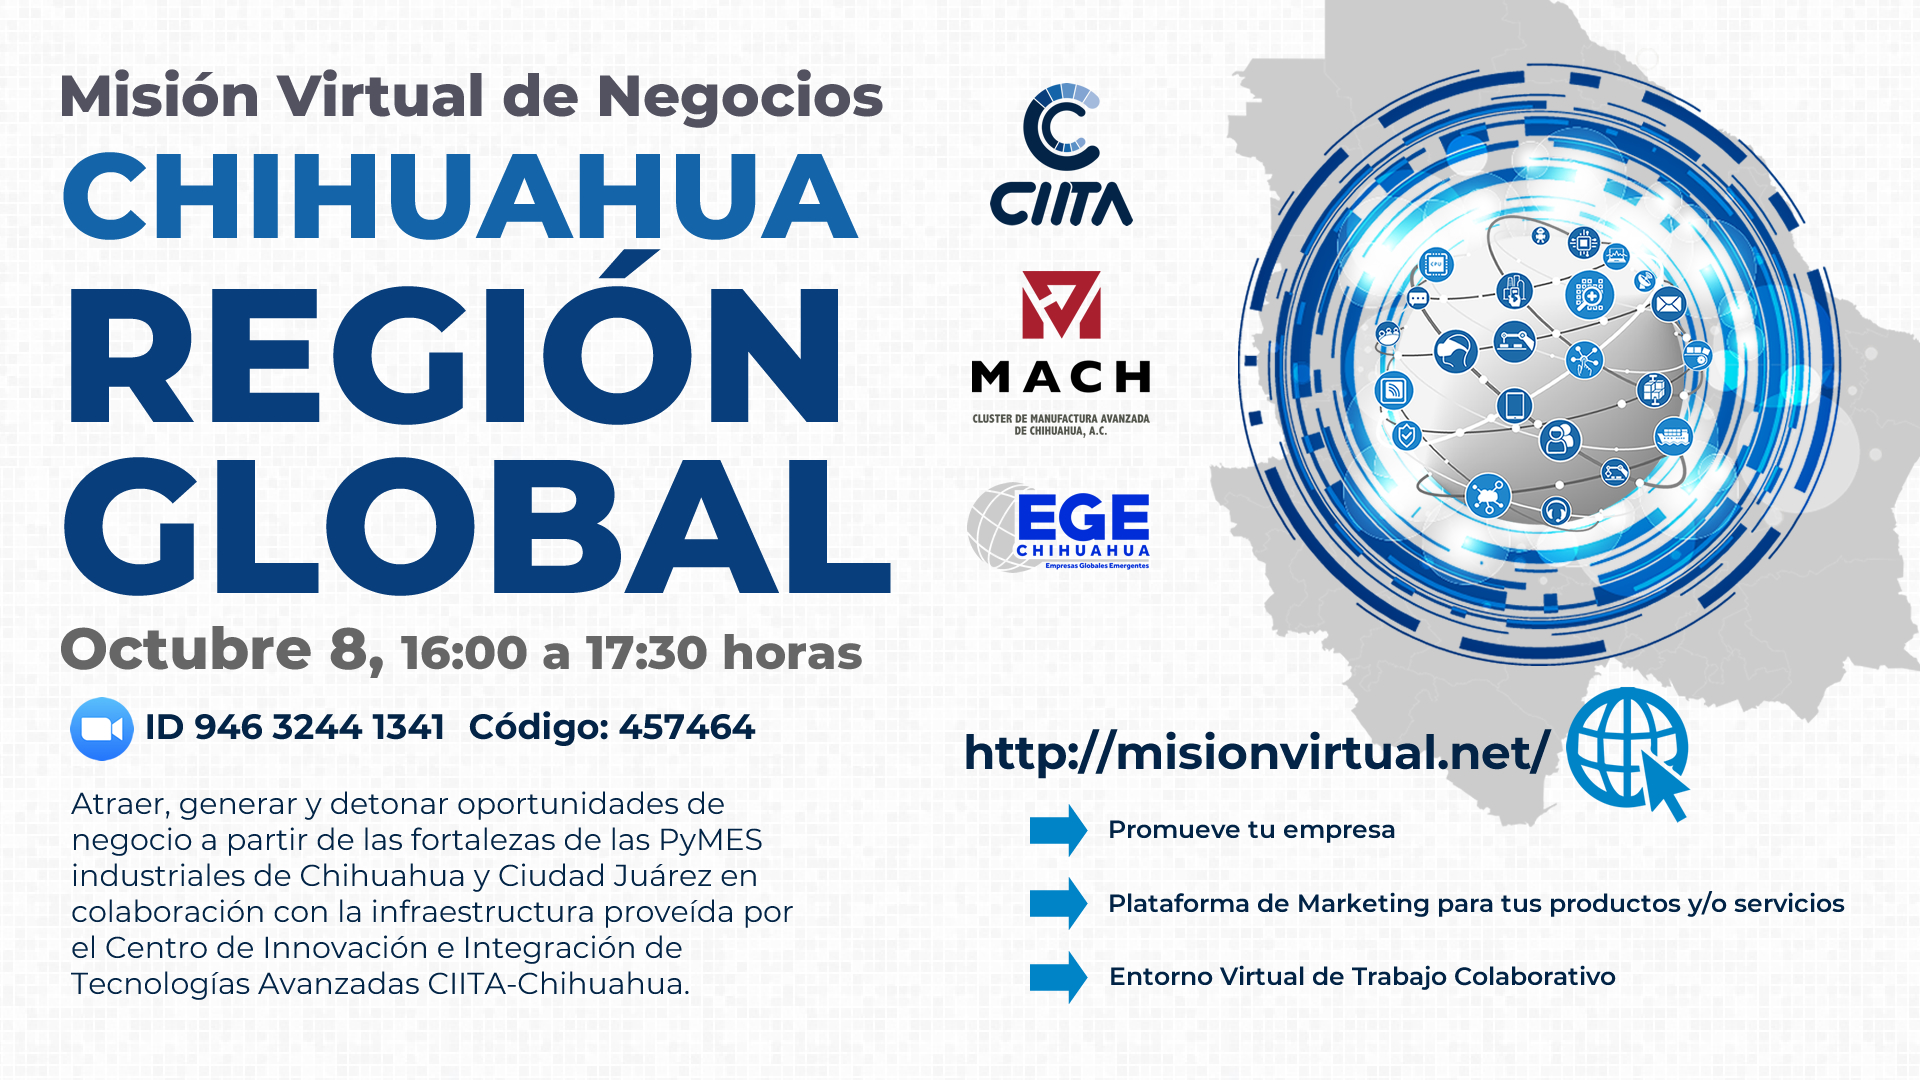 Misión Virtual de Negocios
CHIHUAHUA
REGIÓN
GLOBAL
Octubre 8, 16:00 a 17:30 horas
ID 946 3244 1341 Código: 457464
Atraer, generar y detonar oportunidades de
negocio a partir de las fortalezas de las PyMES
industriales de Chihuahua y Ciudad Juárez en
colaboración con la infraestructura proveída por
el Centro de Innovación e Integración de
Tecnologías Avanzadas CIITA-Chihuahua.
CIITA
MACH
CLUSTER DE MANUFACTURA AVANZADA
DE CHIHUAHUA, A.C.
EGE
CHIHUAHUA
Empresas Globales Emergentes
CPU
http://misionvirtual.net/
Promueve tu empresa
Plataforma de Marketing para tus productos y/o servicios
Entorno Virtual de Trabajo Colaborativo